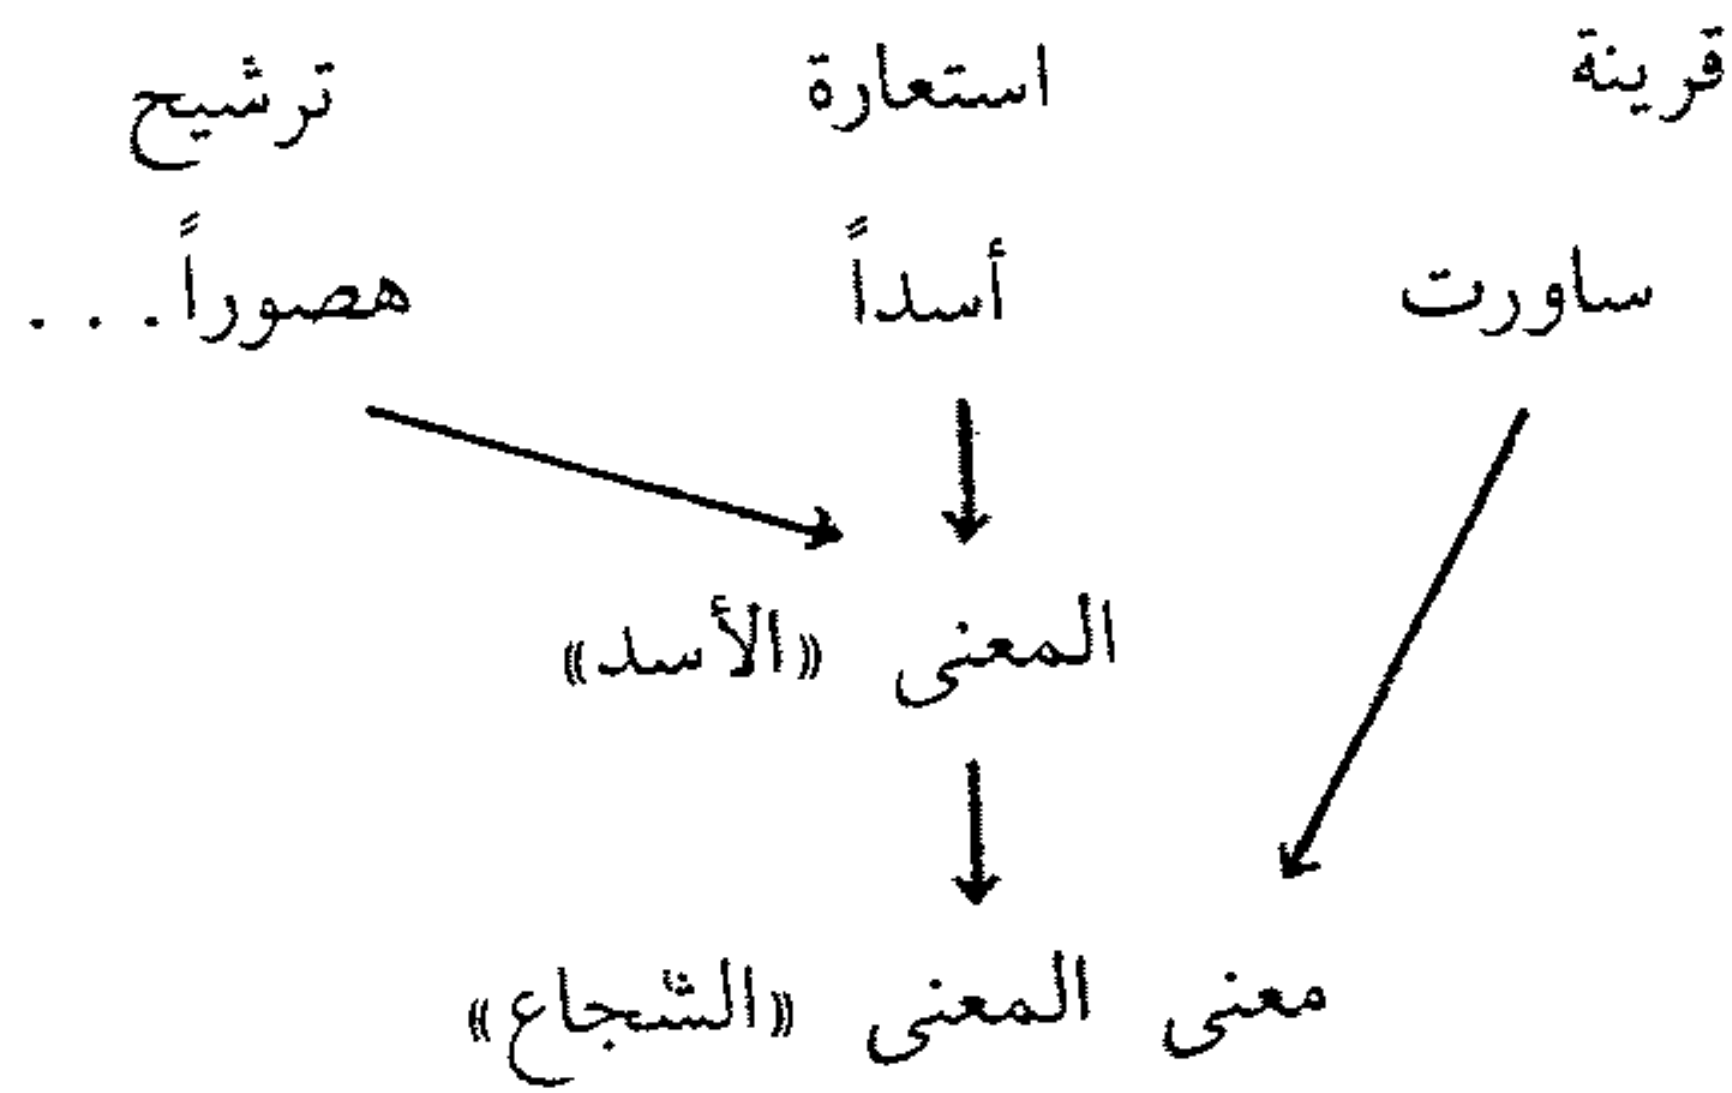 قرينة استعارة ترشيح
ساورت أسداً هصوراً . . .
المعنى «الأسد»
معنى المعنى «الشجاع»